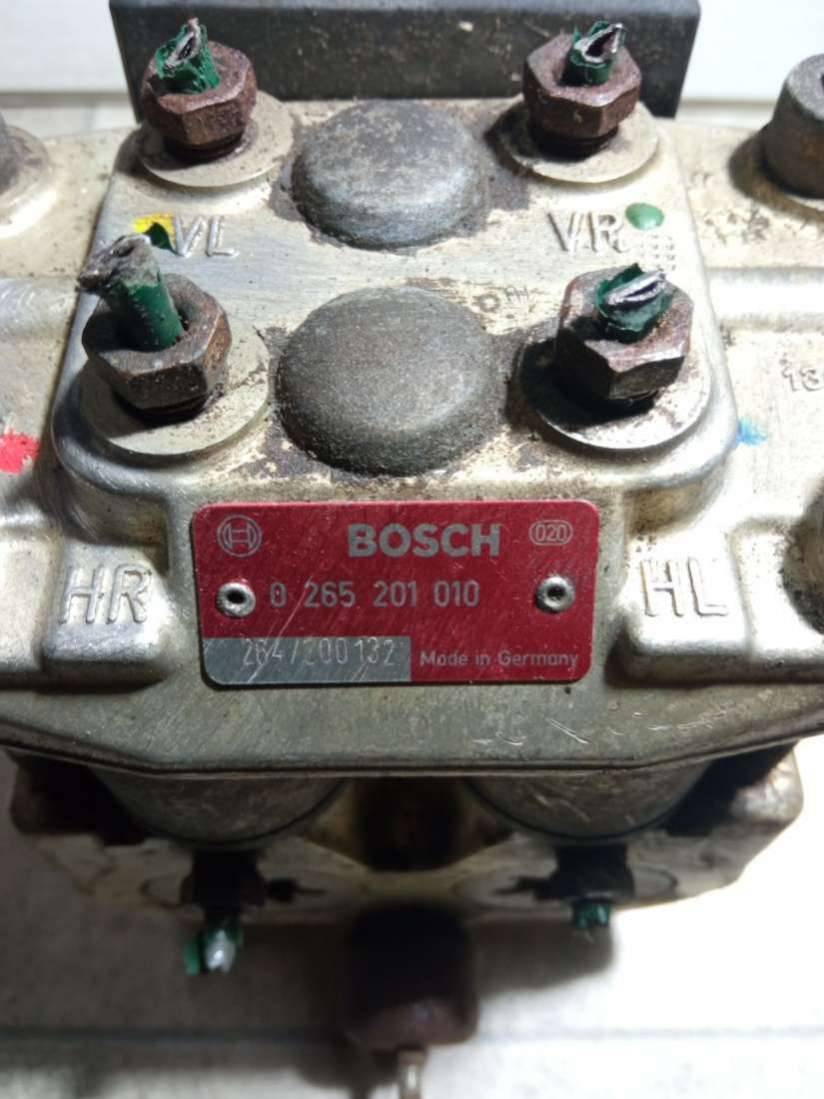 VL
VR
BOSCH
020
0 265 201 010
HR
HL
264/200132
Made in Germany